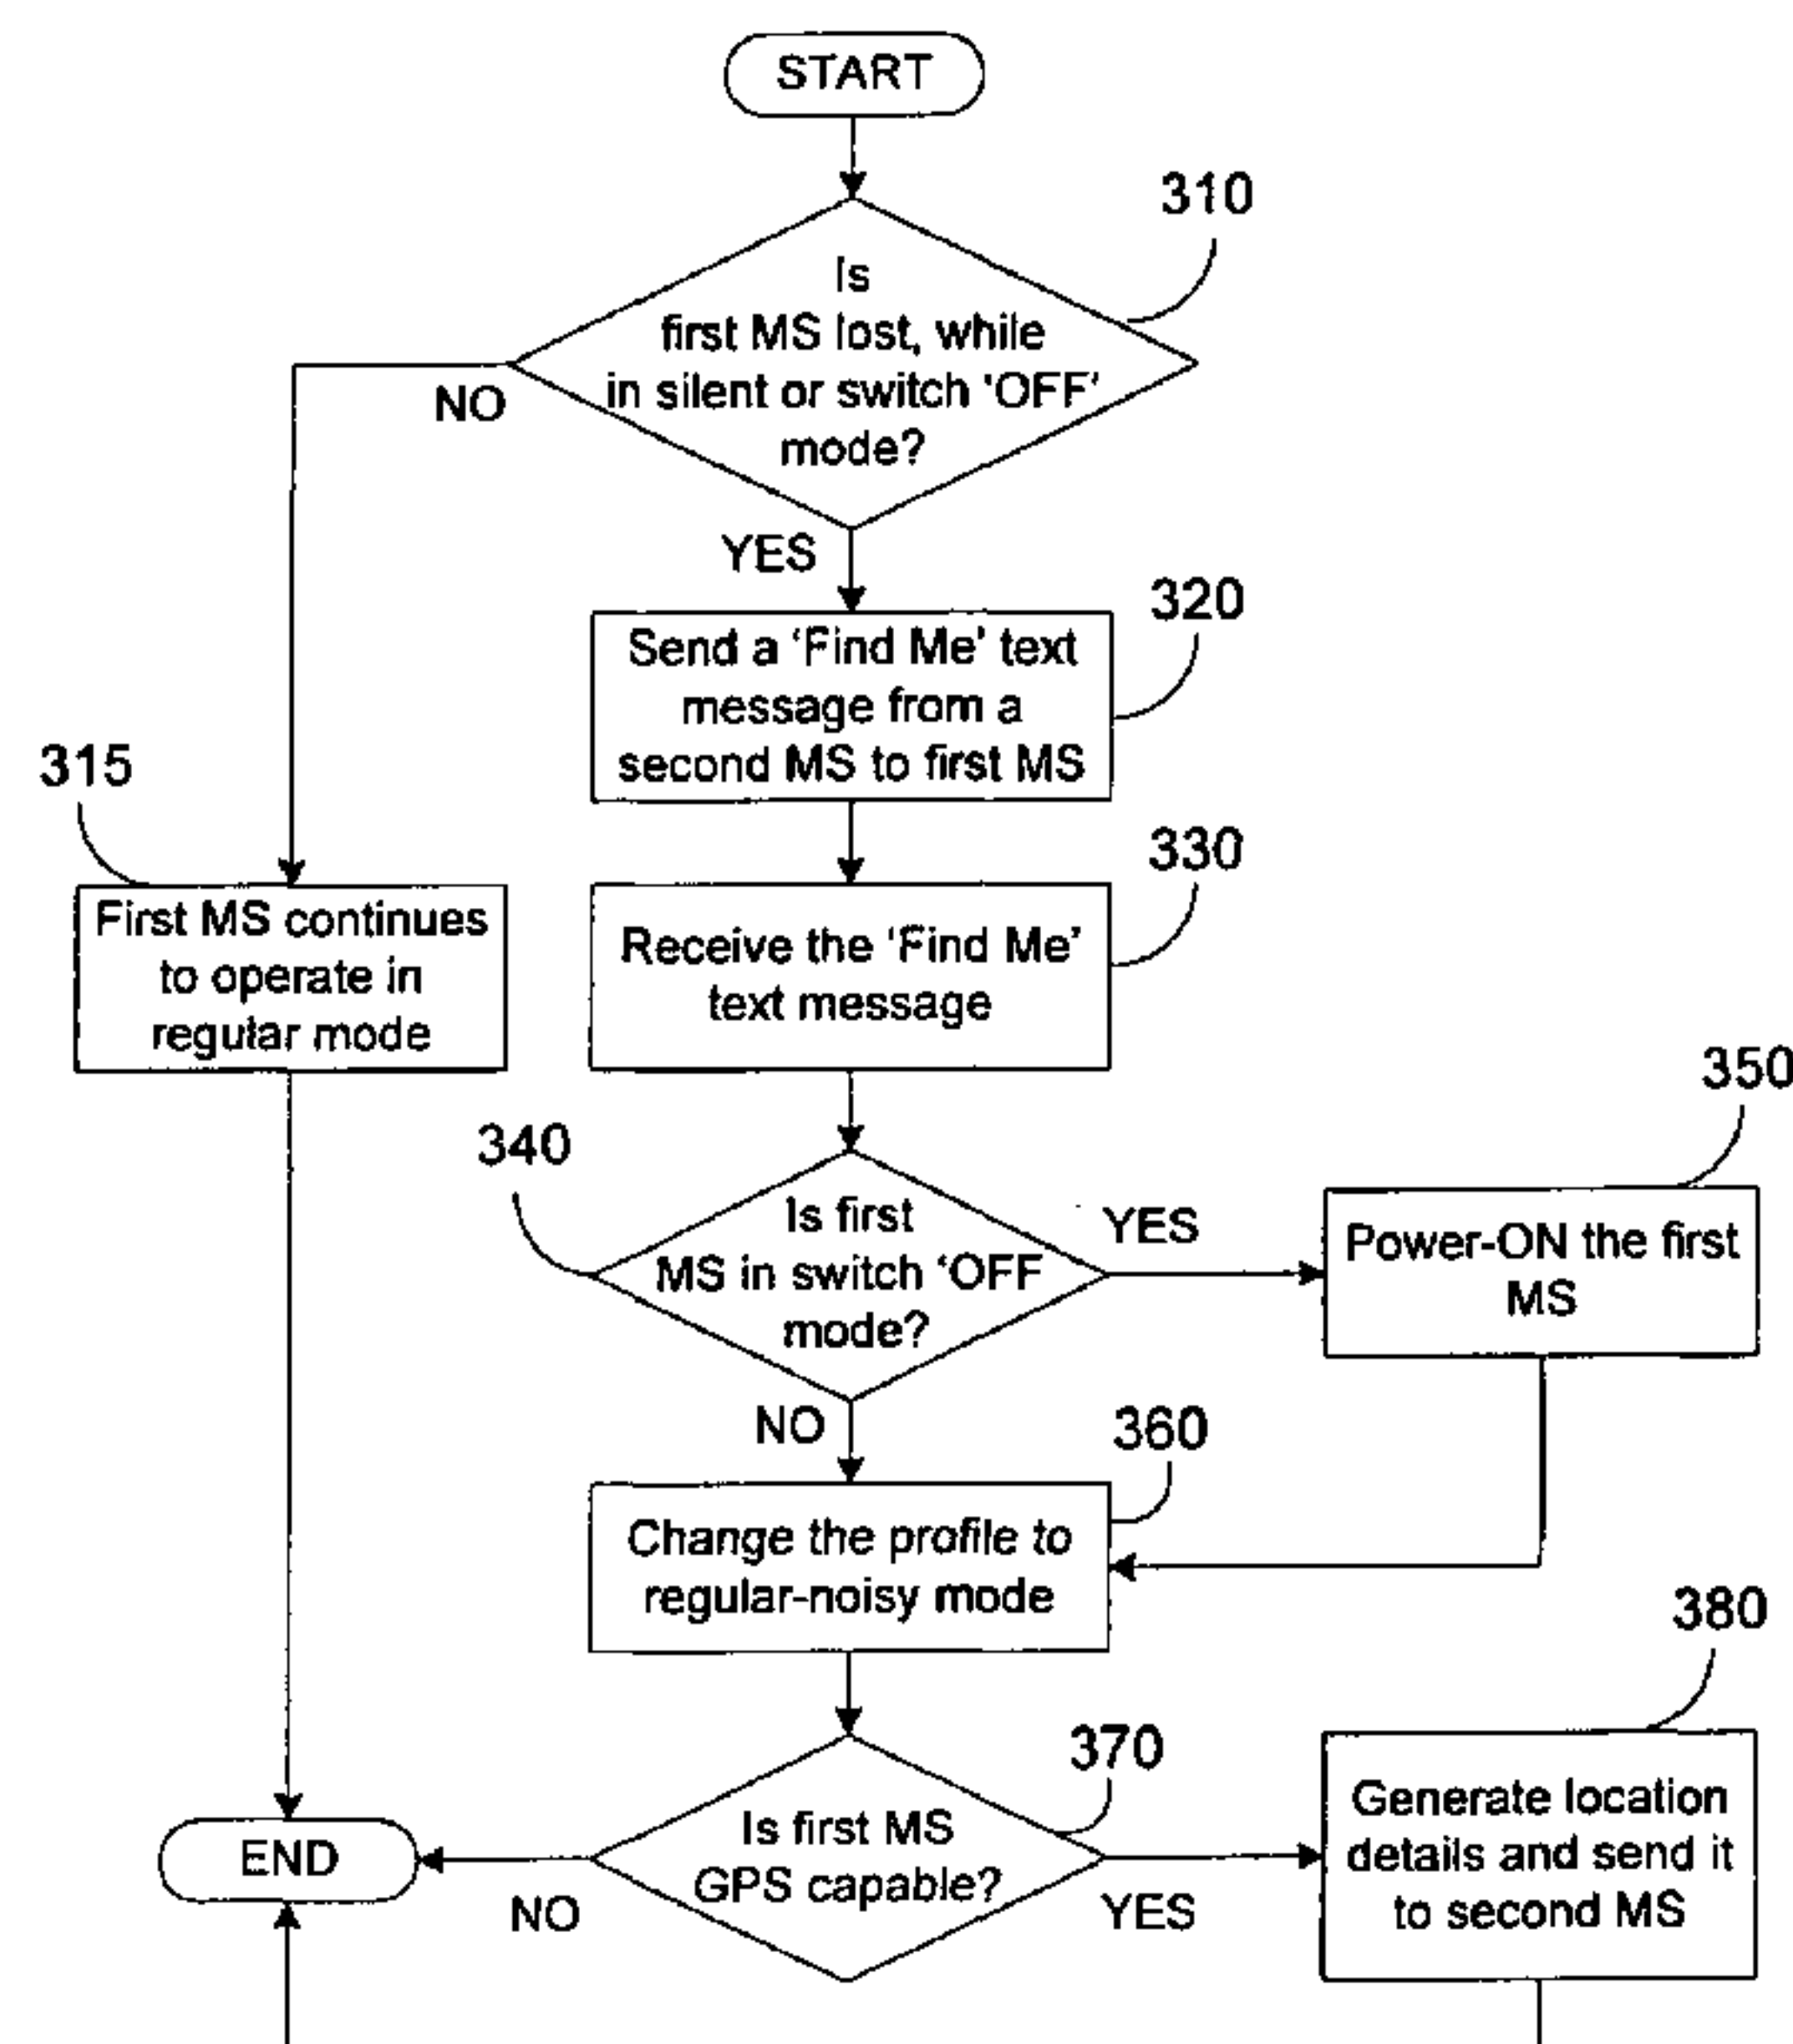 START
310
Is
first MS lost, while
in silent or switch 'OFF'
mode?
NO
YES
320
Send a 'Find Me' text
message from a
second MS to first MS
315
330
First MS continues
to operate in
regular mode
Receive the 'Find Me'
text message
350
340
Is first
MS in switch 'OFF
mode?
YES
Power-ON the first
MS
NO
360
Change the profile to
regular-noisy mode
380
370
Is first MS
GPS capable?
Generate location
details and send it
to second MS
END
NO
YES